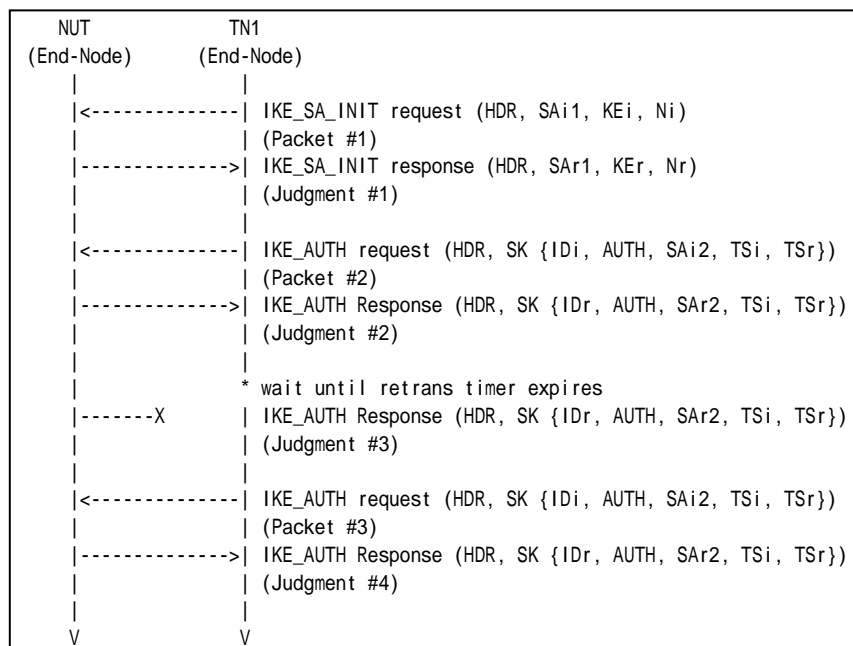 NUT TN1
(End-Node) (End-Node)
| |
|<--------------| IKE_SA_INIT request (HDR, SAi1, KEi, Ni)
| | (Packet #1)
|-------------->| IKE_SA_INIT response (HDR, SAr1, KEr, Nr)
| | (Judgment #1)
| |
|<--------------| IKE_AUTH request (HDR, SK {IDi, AUTH, SAi2, TSi, TSr})
| | (Packet #2)
|-------------->| IKE_AUTH Response (HDR, SK {IDr, AUTH, SAr2, TSi, TSr})
| | (Judgment #2)
| |
| * wait until retrans timer expires
|-------X | IKE_AUTH Response (HDR, SK {IDr, AUTH, SAr2, TSi, TSr})
| | (Judgment #3)
| |
|<--------------| IKE_AUTH request (HDR, SK {IDi, AUTH, SAi2, TSi, TSr})
| | (Packet #3)
|-------------->| IKE_AUTH Response (HDR, SK {IDr, AUTH, SAr2, TSi, TSr})
| | (Judgment #4)
| |
V V